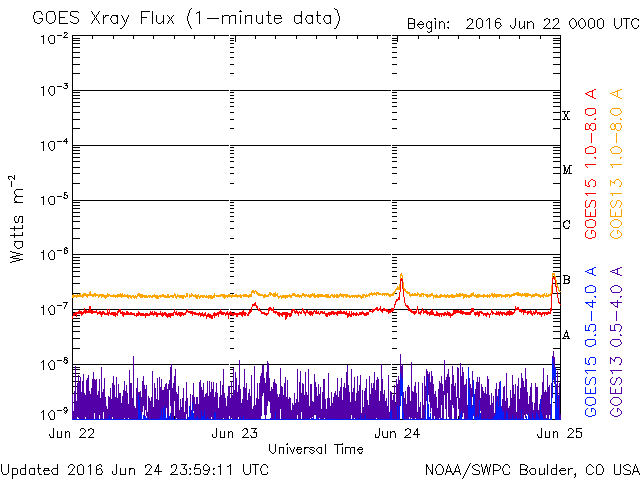 GOES Xray Flux (1-minute data)
Begin: 2016 Jun 22 0000 UTC
10-2
10-3
10-4
10-5
10-6
10-7
10-8
10-9
Watts m-2
X
M
C
B
A
GOES15 1.0-8.0 A
GOES13 1.0-8.0 A
GOES15 0.5-4.0 A
GOES13 0.5-4.0 A
Jun 22
Jun 23
Jun 24
Jun 25
Universal Time
Updated 2016 Jun 24 23:59:11 UTC
NOAA/SWPC Boulder, CO USA